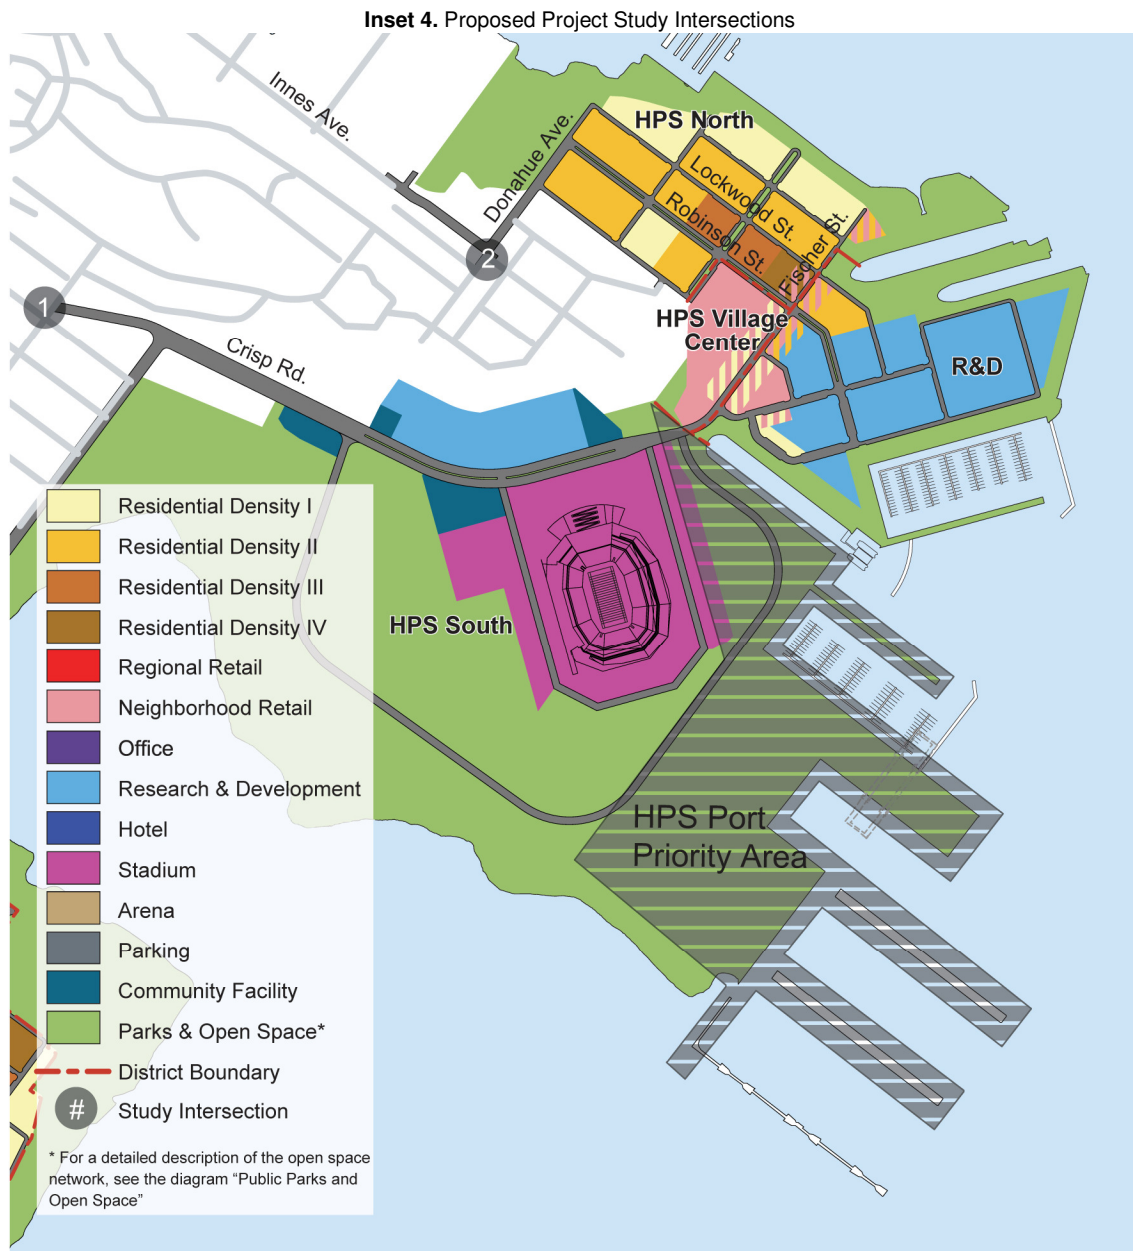 Inset 4. Proposed Project Study Intersections
Innes Ave.
Donahue Ave.
HPS North
Lockwood St.
Robinson St.
Fischer St.
2
1
HPS Village
Center
Crisp Rd.
R&D
Residential Density I
Residential Density II
Residential Density III
Residential Density IV
Regional Retail
Neighborhood Retail
Office
Research & Development
Hotel
Stadium
Arena
Parking
Community Facility
Parks & Open Space*
District Boundary
# Study Intersection
* For a detailed description of the open space
network, see the diagram “Public Parks and
Open Space”
HPS South
HPS Port
Priority Area